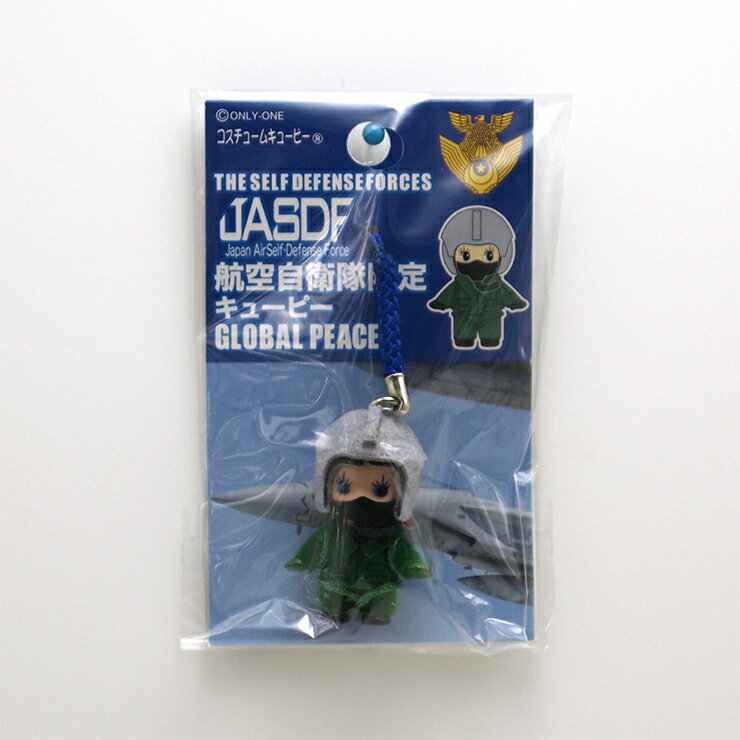 ©ONLY-ONE
コスチュームキューピー®
THE SELF DEFENSE FORCES
JASDF
Japan AirSelf-Defense Force
航空自衛隊限定
キューピー
GLOBAL PEACE